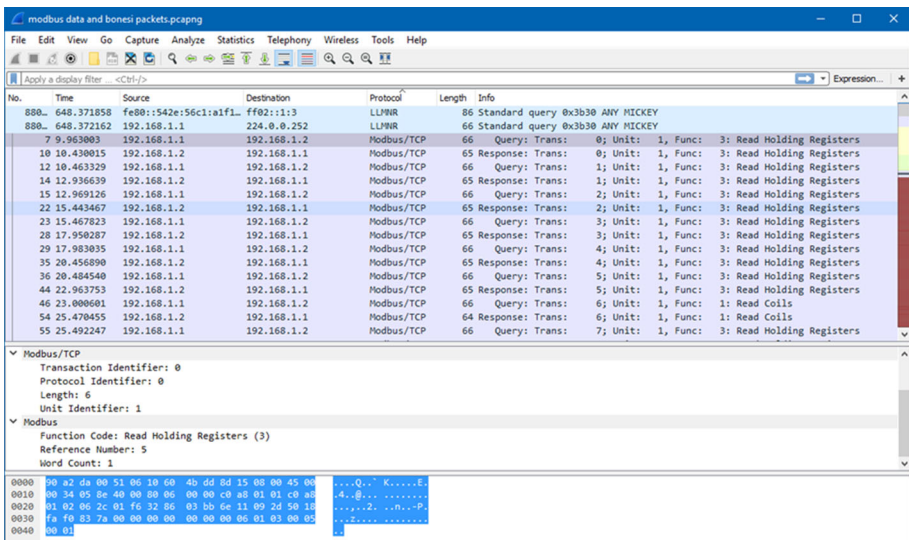 modbus data and bonesi packets.pcapng
File Edit View Go Capture Analyze Statistics Telephony Wireless Tools Help
Apply a display filter ... <Ctrl-/> Expression... +
No. Time Source Destination Protocol Length Info
880… 648.371858 fe80::542e:56c1:a1f1… ff02::1:3 LLMNR 86 Standard query 0x3b30 ANY MICKEY
880… 648.372162 192.168.1.1 224.0.0.252 LLMNR 66 Standard query 0x3b30 ANY MICKEY
7 9.963003 192.168.1.1 192.168.1.2 Modbus/TCP 66 Query: Trans: 0; Unit: 1, Func: 3: Read Holding Registers
10 10.430015 192.168.1.2 192.168.1.1 Modbus/TCP 65 Response: Trans: 0; Unit: 1, Func: 3: Read Holding Registers
12 10.463329 192.168.1.1 192.168.1.2 Modbus/TCP 66 Query: Trans: 1; Unit: 1, Func: 3: Read Holding Registers
14 12.936639 192.168.1.2 192.168.1.1 Modbus/TCP 65 Response: Trans: 1; Unit: 1, Func: 3: Read Holding Registers
15 12.969126 192.168.1.1 192.168.1.2 Modbus/TCP 66 Query: Trans: 2; Unit: 1, Func: 3: Read Holding Registers
22 15.443467 192.168.1.2 192.168.1.1 Modbus/TCP 65 Response: Trans: 2; Unit: 1, Func: 3: Read Holding Registers
23 15.467823 192.168.1.1 192.168.1.2 Modbus/TCP 66 Query: Trans: 3; Unit: 1, Func: 3: Read Holding Registers
28 17.950287 192.168.1.2 192.168.1.1 Modbus/TCP 65 Response: Trans: 3; Unit: 1, Func: 3: Read Holding Registers
29 17.983035 192.168.1.1 192.168.1.2 Modbus/TCP 66 Query: Trans: 4; Unit: 1, Func: 3: Read Holding Registers
35 20.456890 192.168.1.2 192.168.1.1 Modbus/TCP 65 Response: Trans: 4; Unit: 1, Func: 3: Read Holding Registers
36 20.484540 192.168.1.1 192.168.1.2 Modbus/TCP 66 Query: Trans: 5; Unit: 1, Func: 3: Read Holding Registers
44 22.963753 192.168.1.2 192.168.1.1 Modbus/TCP 65 Response: Trans: 5; Unit: 1, Func: 3: Read Holding Registers
46 23.000601 192.168.1.1 192.168.1.2 Modbus/TCP 66 Query: Trans: 6; Unit: 1, Func: 1: Read Coils
54 25.470455 192.168.1.2 192.168.1.1 Modbus/TCP 64 Response: Trans: 6; Unit: 1, Func: 1: Read Coils
55 25.492247 192.168.1.1 192.168.1.2 Modbus/TCP 66 Query: Trans: 7; Unit: 1, Func: 3: Read Holding Registers
Modbus/TCP
Transaction Identifier: 0
Protocol Identifier: 0
Length: 6
Unit Identifier: 1
Modbus
Function Code: Read Holding Registers (3)
Reference Number: 5
Word Count: 1
0000 90 a2 da 00 51 06 10 60 4b dd 8d 15 08 00 45 00 ....Q..` K.....E.
0010 00 34 05 8e 40 00 80 06 00 00 c0 a8 01 01 c0 a8 .4..@... ........
0020 01 02 06 2c 01 f6 32 86 03 bb 6e 11 09 2d 50 18 ...,..2. ..n..-P.
0030 fa f0 83 7a 00 00 00 00 00 00 00 06 01 03 00 05 ...z.... ........
0040 00 01 ..